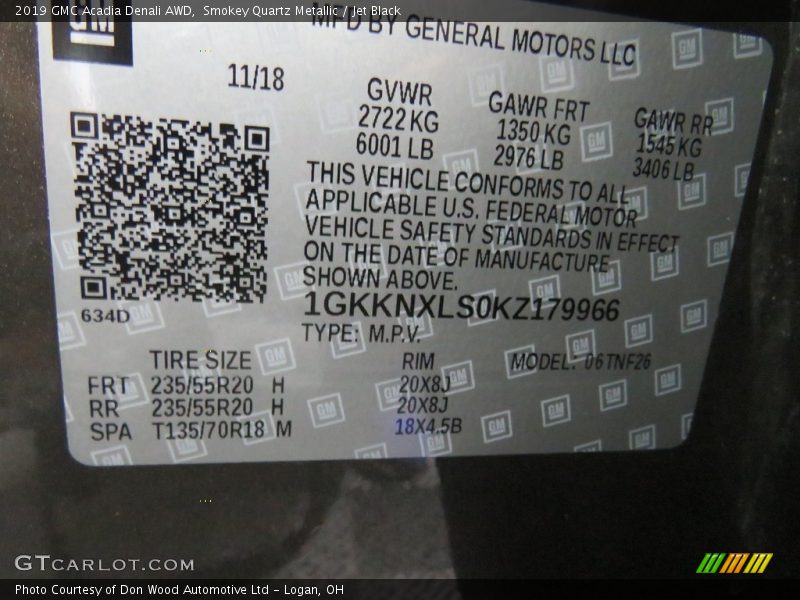 2019 GMC Acadia Denali AWD,  Smokey Quartz Metallic / Jet Black
GM
MFD BY GENERAL MOTORS LLC
11/18
GVWR
2722 KG
6001 LB
GAWR FRT
1350 KG
2976 LB
GAWR RR
1545 KG
3406 LB
THIS VEHICLE CONFORMS TO ALL
APPLICABLE U.S. FEDERAL MOTOR
VEHICLE SAFETY STANDARDS IN EFFECT
ON THE DATE OF MANUFACTURE
SHOWN ABOVE.
1GKKNXLS0KZ179966
TYPE: M.P.V.
634D
TIRE SIZE RIM MODEL: 06TNF26
FRT 235/55R20 H 20X8J
RR 235/55R20 H 20X8J
SPA T135/70R18 M 18X4.5B
GTCARLOT.COM
Photo Courtesy of Don Wood Automotive Ltd - Logan, OH